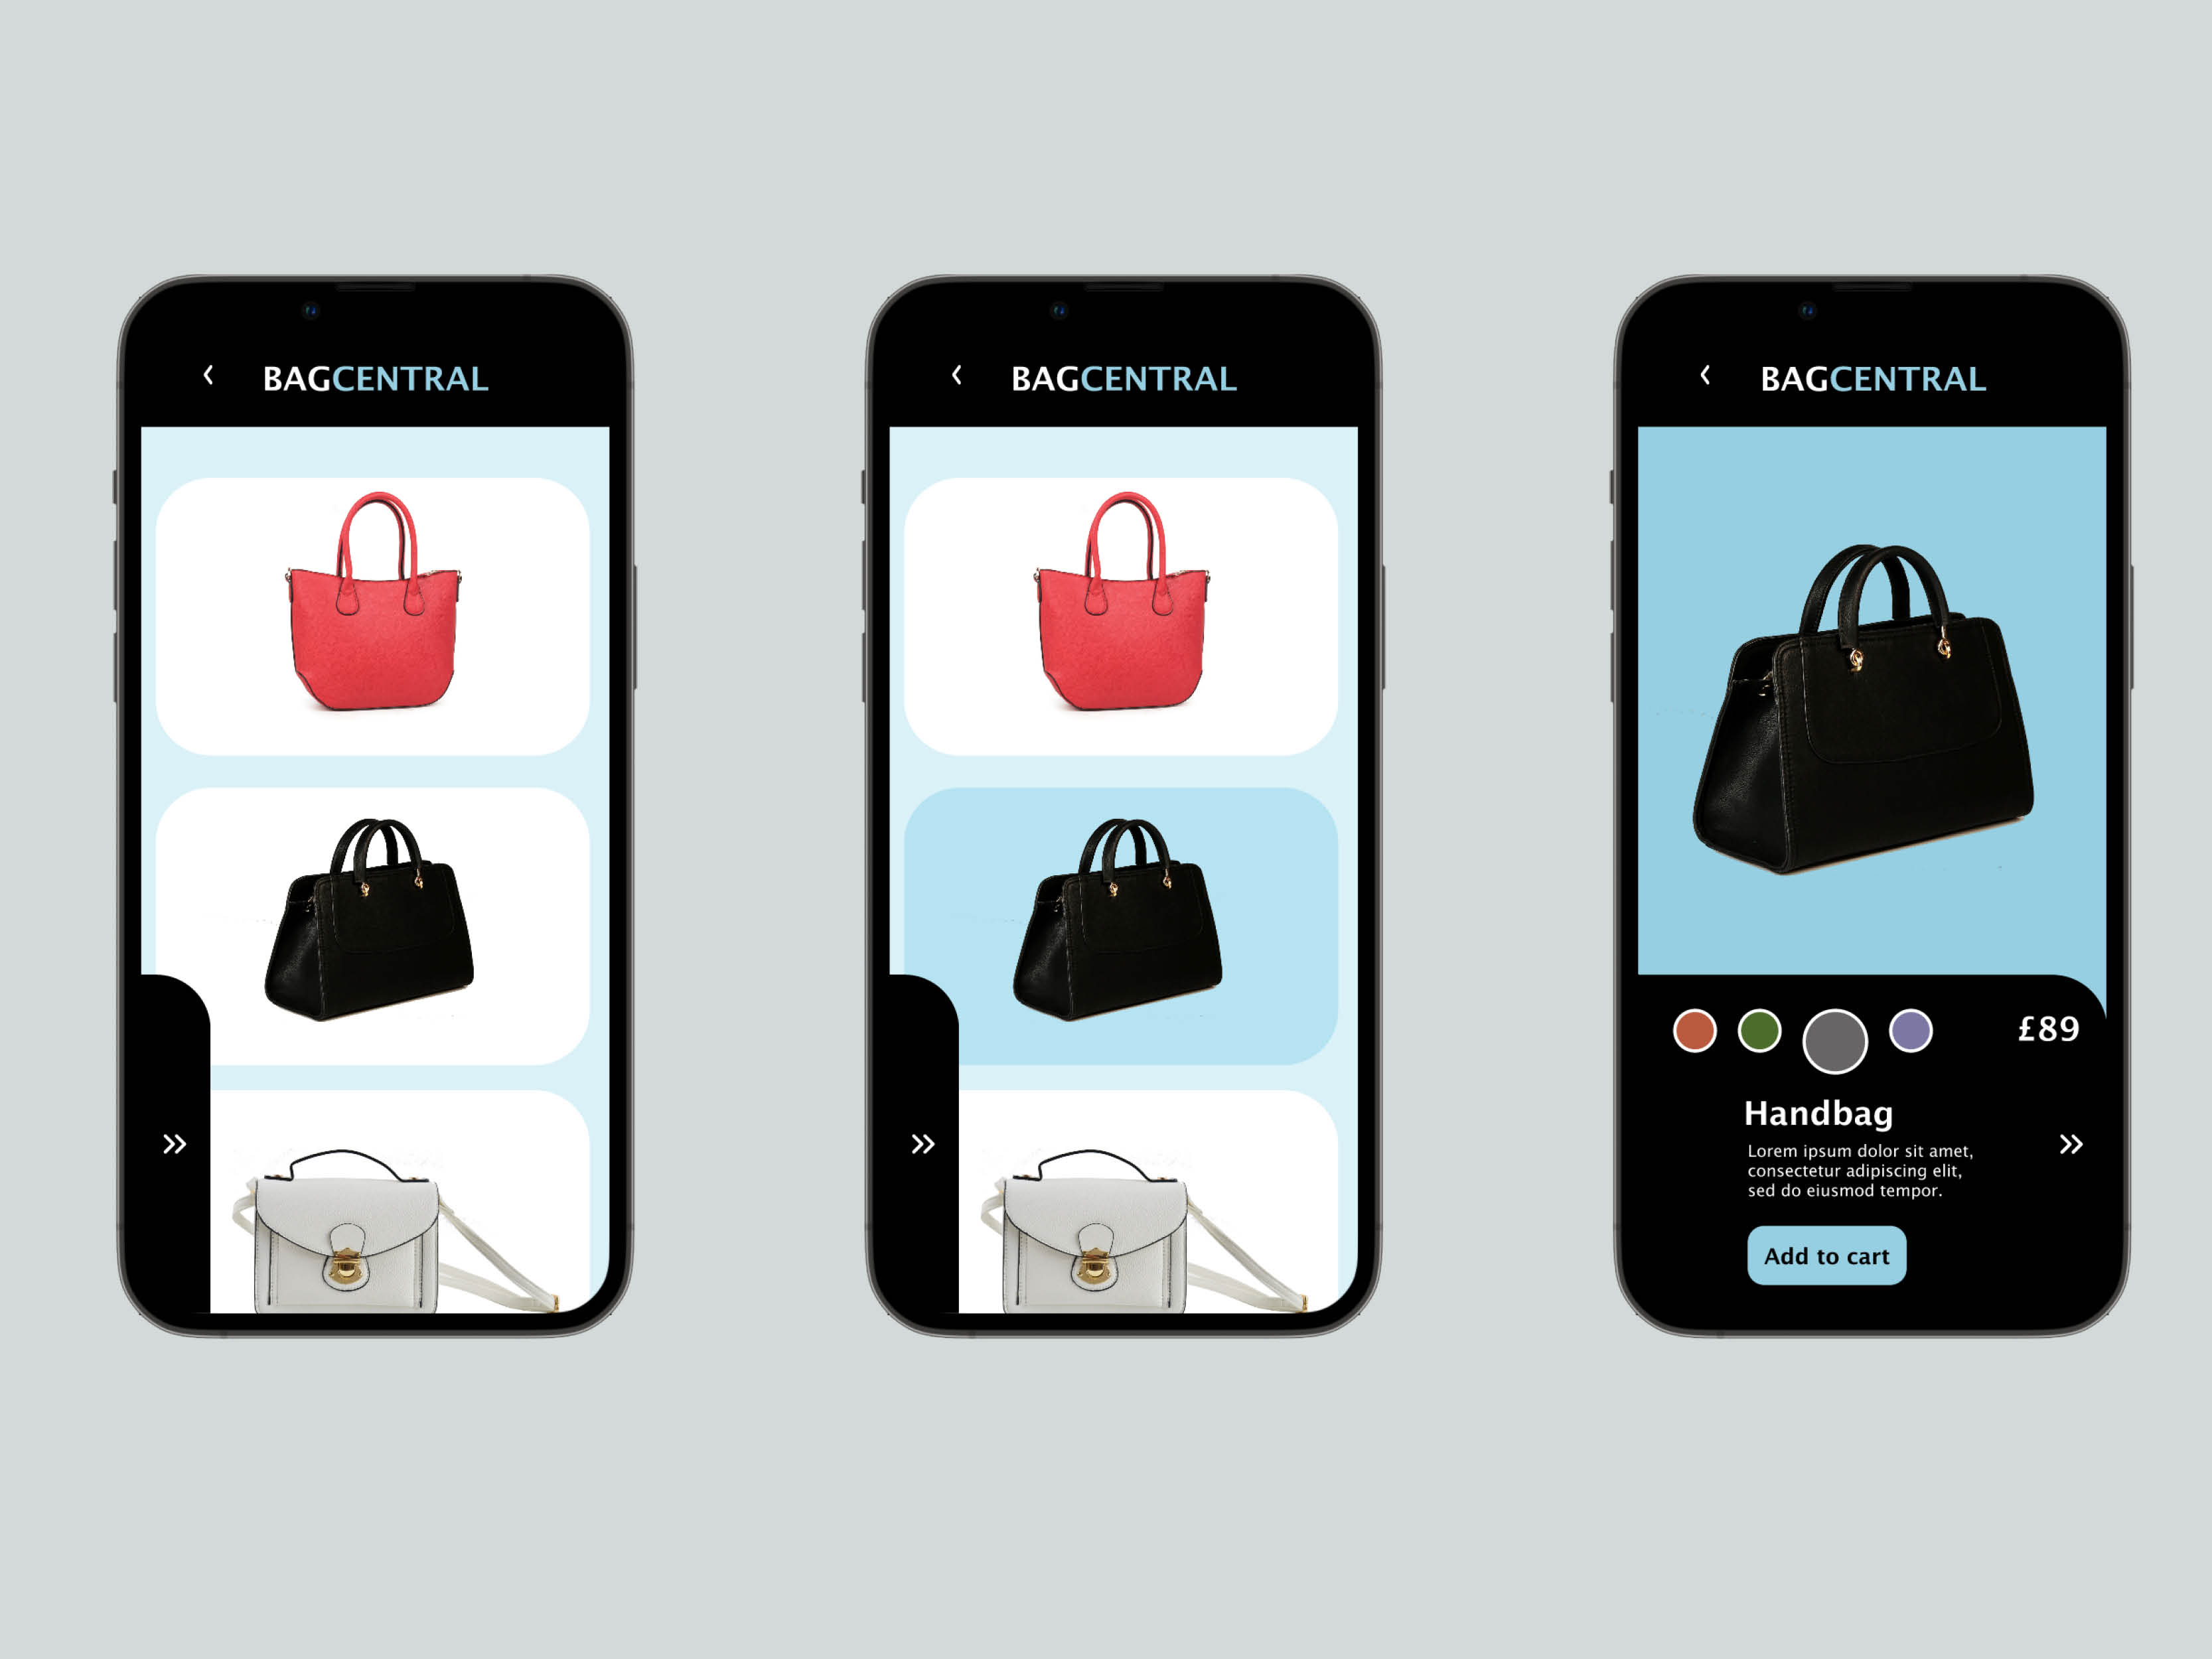 BAGCENTRAL
BAGCENTRAL
BAGCENTRAL
£89
Handbag
Lorem ipsum dolor sit amet,
consectetur adipiscing elit,
sed do eiusmod tempor.
Add to cart